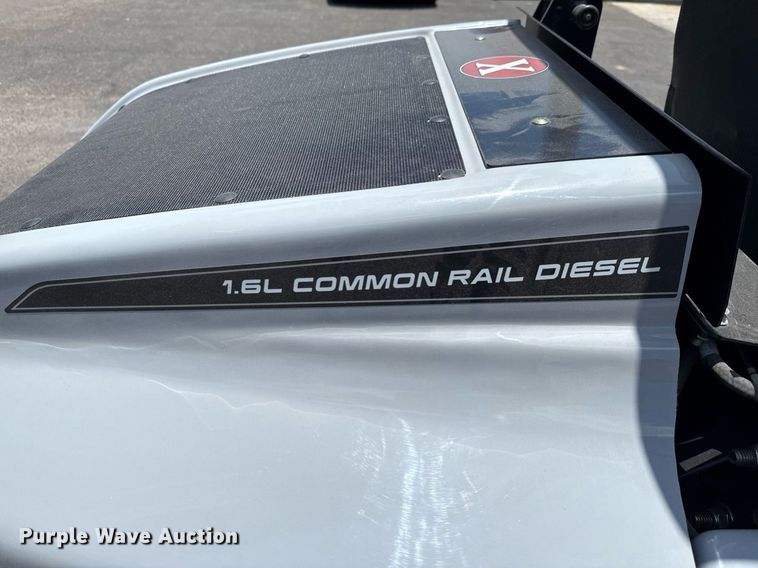 X
1.6L COMMON RAIL DIESEL
Purple Wave Auction